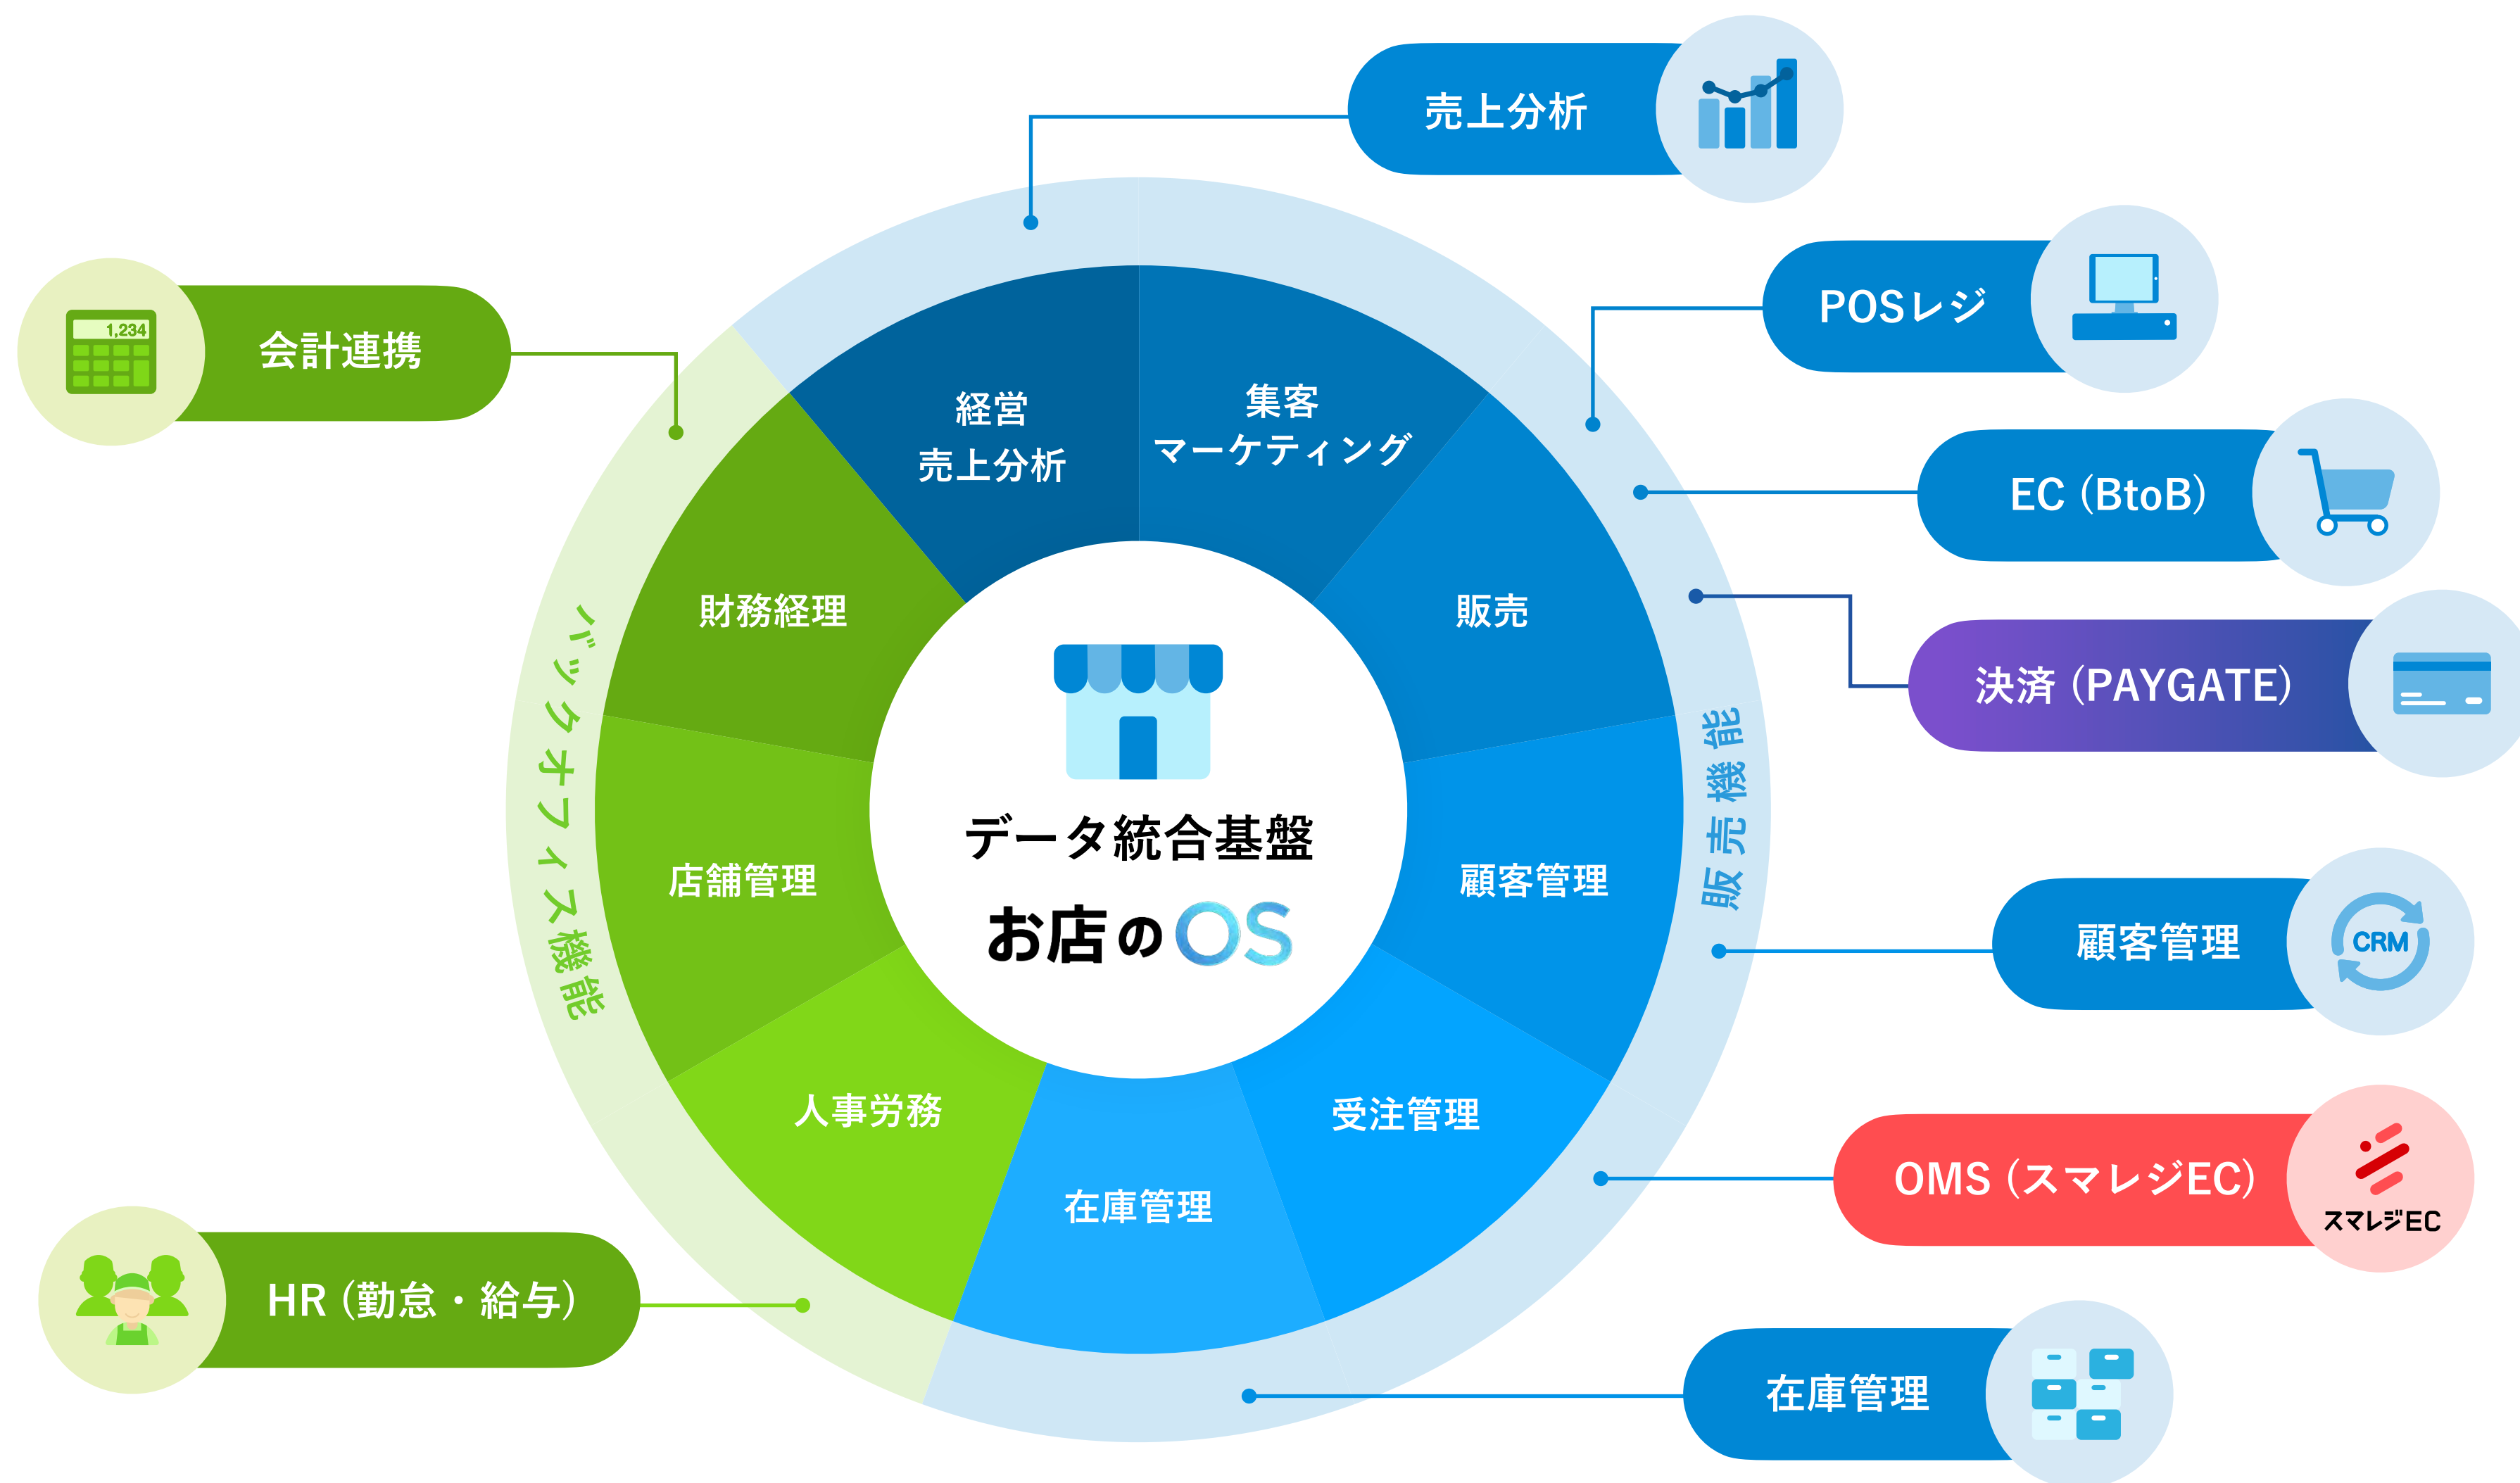 売上分析
POSレジ
EC（BtoB）
決済（PAYGATE）
顧客管理
CRM
OMS（スマレジEC）
スマレジEC
在庫管理
会計連携
1,234
HR（勤怠・給与）
バックオフィス機能
販売機能
経営
売上分析
集客
マーケティング
販売
顧客管理
受注管理
在庫管理
人事労務
店舗管理
財務経理
データ統合基盤
お店のOS